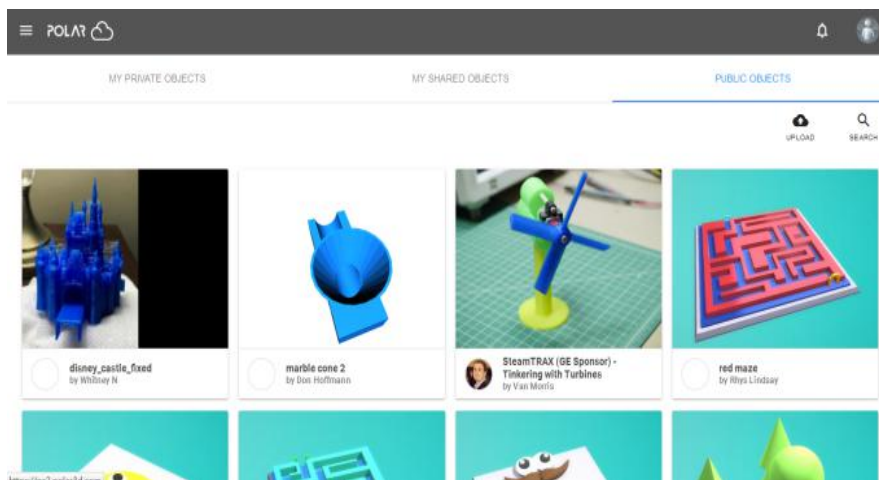 POLAR
MY PRIVATE OBJECTS
MY SHARED OBJECTS
PUBLIC OBJECTS
UPLOAD
SEARCH
disney_castle_fixed
by Whitney N
marble cone 2
by Don Hoffmann
SteamTRAX (GE Sponsor) -
Tinkering with Turbines
by Van Morris
red maze
by Rhys Lindsay